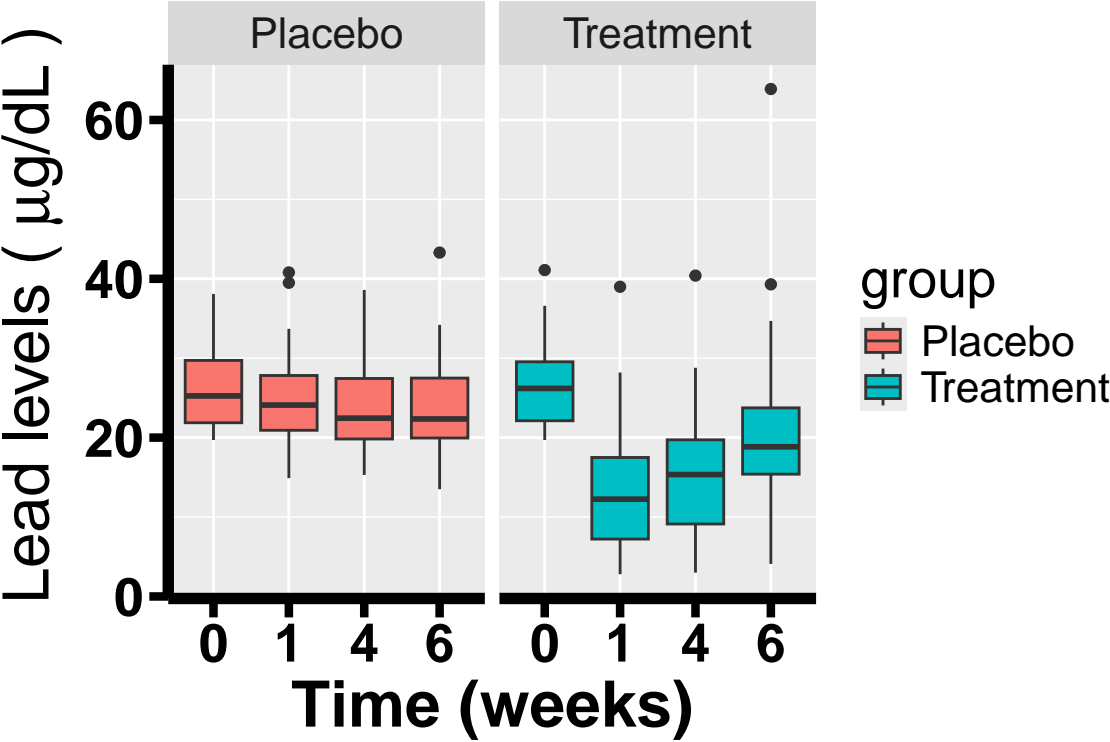 Placebo
Treatment
Lead levels ( μg/dL )
60
40
20
0
0 1 4 6
0 1 4 6
Time (weeks)
group
Placebo
Treatment